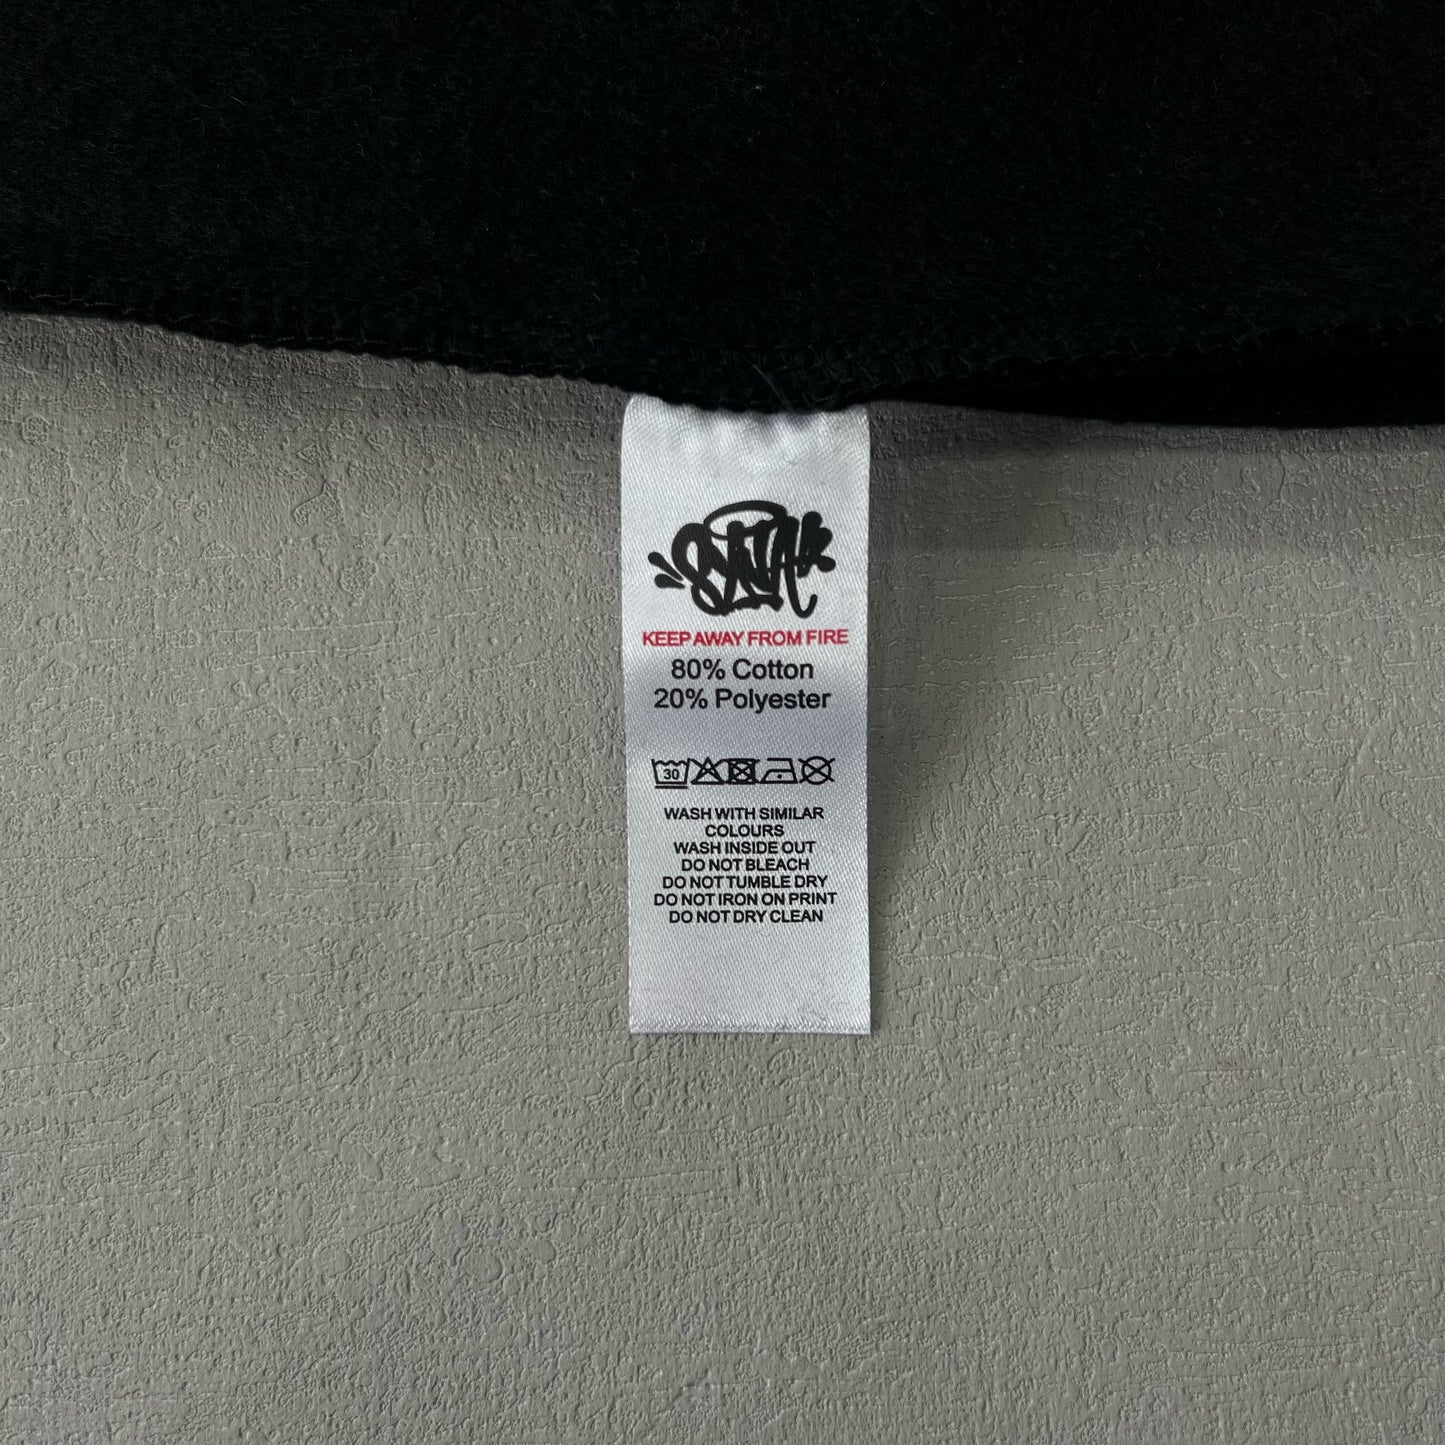 SYNA
KEEP AWAY FROM FIRE
80% Cotton
20% Polyester
30
WASH WITH SIMILAR
COLOURS
WASH INSIDE OUT
DO NOT BLEACH
DO NOT TUMBLE DRY
DO NOT IRON ON PRINT
DO NOT DRY CLEAN